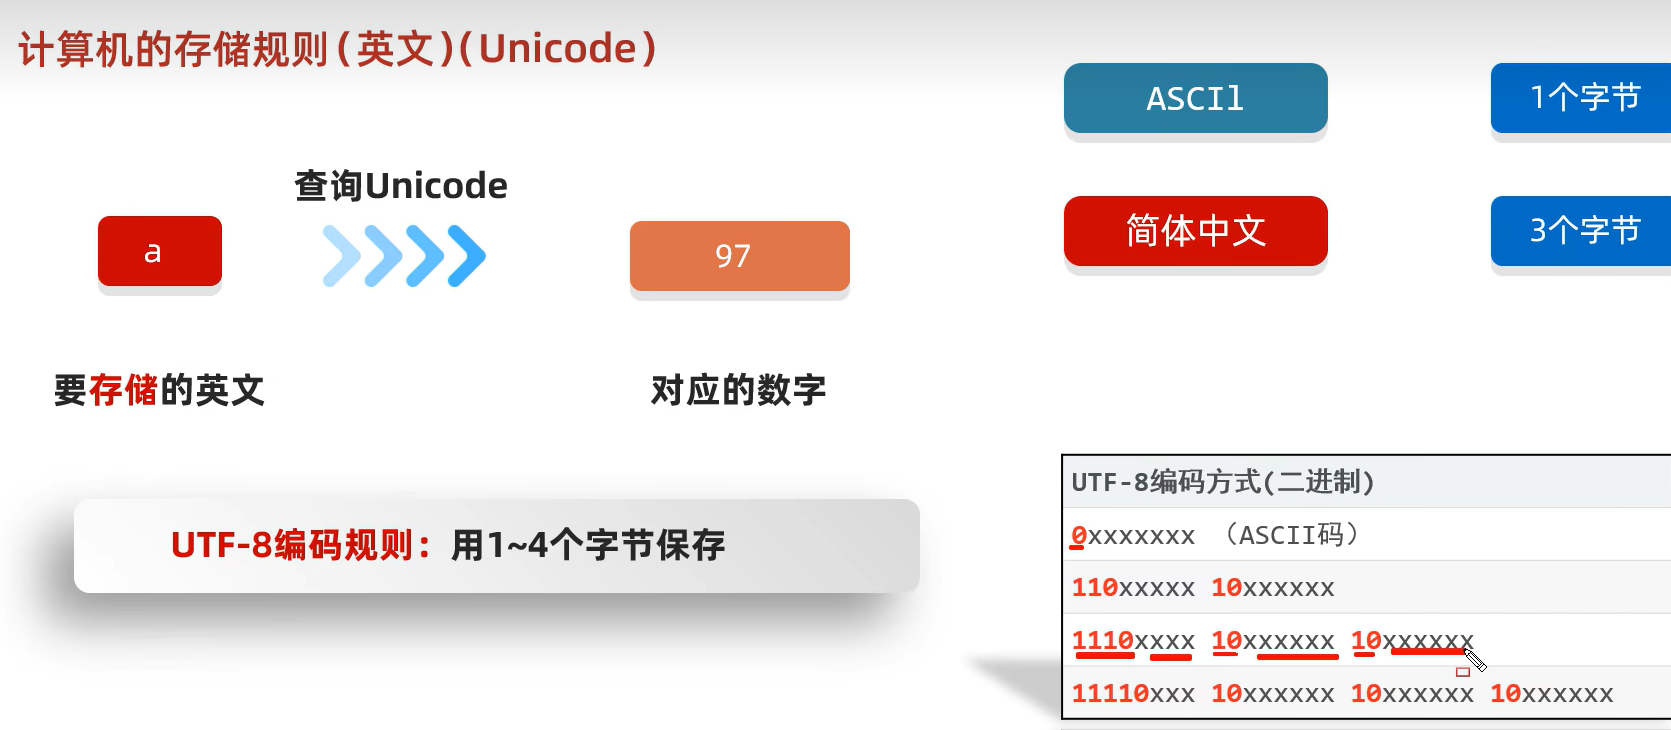 计算机的存储规则(英文)(Unicode)
ASCIl
1个字节
查询Unicode
a
97
简体中文
3个字节
要存储的英文
对应的数字
UTF-8编码规则：用1~4个字节保存
UTF-8编码方式(二进制)
0xxxxxxx （ASCII码）
110xxxxx 10xxxxxx
1110xxxx 10xxxxxx 10xxxxxx
11110xxx 10xxxxxx 10xxxxxx 10xxxxxx